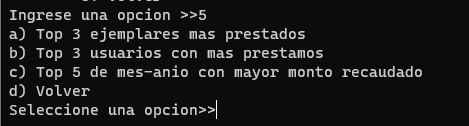 Ingrese una opcion >>5
a) Top 3 ejemplares mas prestados
b) Top 3 usuarios con mas prestamos
c) Top 5 de mes-anio con mayor monto recaudado
d) Volver
Seleccione una opcion>>